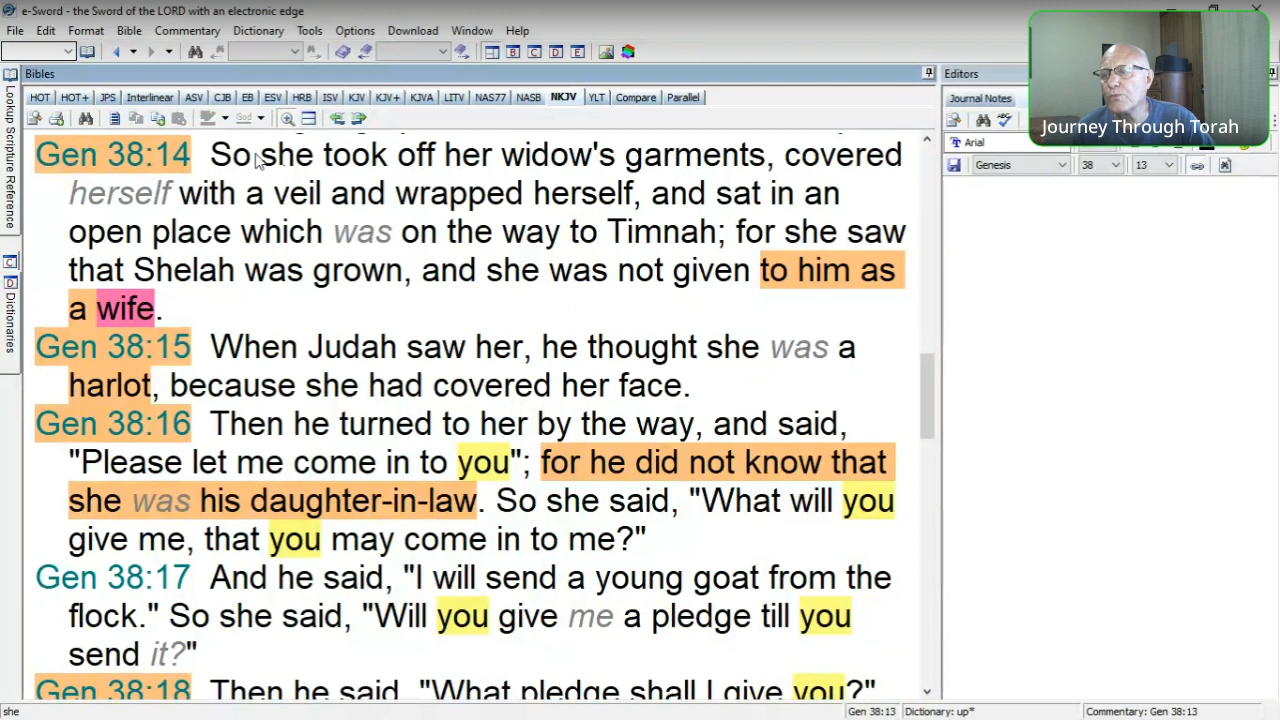 e-Sword - the Sword of the LORD with an electronic edge
File Edit Format Bible Commentary Dictionary Tools Options Download Window Help
B C D E
Bibles
Editors
HOT HOT+ JPS Interlinear ASV CJB EB ESV HRB ISV KJV KJV+ KJVA LITV NAS77 NASB NKJV YLT Compare Parallel
Journal Notes
Journey Through Torah
Arial
Genesis 38 13
Lookup Scripture Reference
Dictionaries
Gen 38:14 So she took off her widow's garments, covered
herself with a veil and wrapped herself, and sat in an
open place which was on the way to Timnah; for she saw
that Shelah was grown, and she was not given to him as
a wife.
Gen 38:15 When Judah saw her, he thought she was a
harlot, because she had covered her face.
Gen 38:16 Then he turned to her by the way, and said,
"Please let me come in to you"; for he did not know that
she was his daughter-in-law. So she said, "What will you
give me, that you may come in to me?"
Gen 38:17 And he said, "I will send a young goat from the
flock." So she said, "Will you give me a pledge till you
send it?"
Gen 38:18 Then he said, "What pledge shall I give you?"
she
Gen 38:13 Dictionary: up* Commentary: Gen 38:13